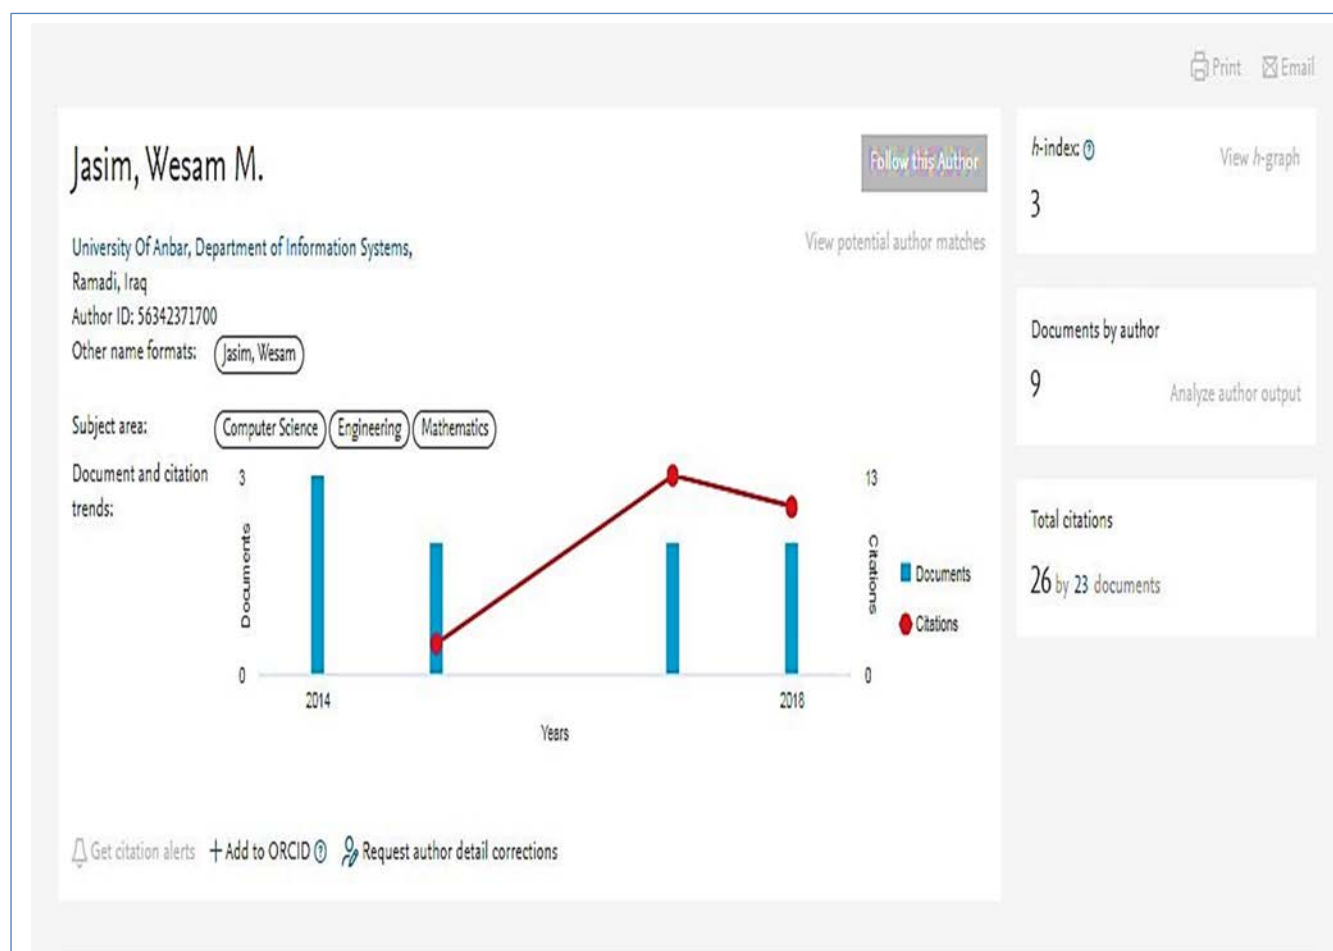 Print Email
Jasim, Wesam M.
Follow this Author
University Of Anbar, Department of Information Systems,
View potential author matches
Ramadi, Iraq
Author ID: 56342371700
Other name formats: Jasim, Wesam
Subject area: Computer Science Engineering Mathematics
Document and citation
trends:
3
Documents
0
2014
2018
Years
13
Citations
0
Documents
Citations
Get citation alerts +Add to ORCID ? Request author detail corrections
h-index: ?
View h-graph
3
Documents by author
9
Analyze author output
Total citations
26 by 23 documents